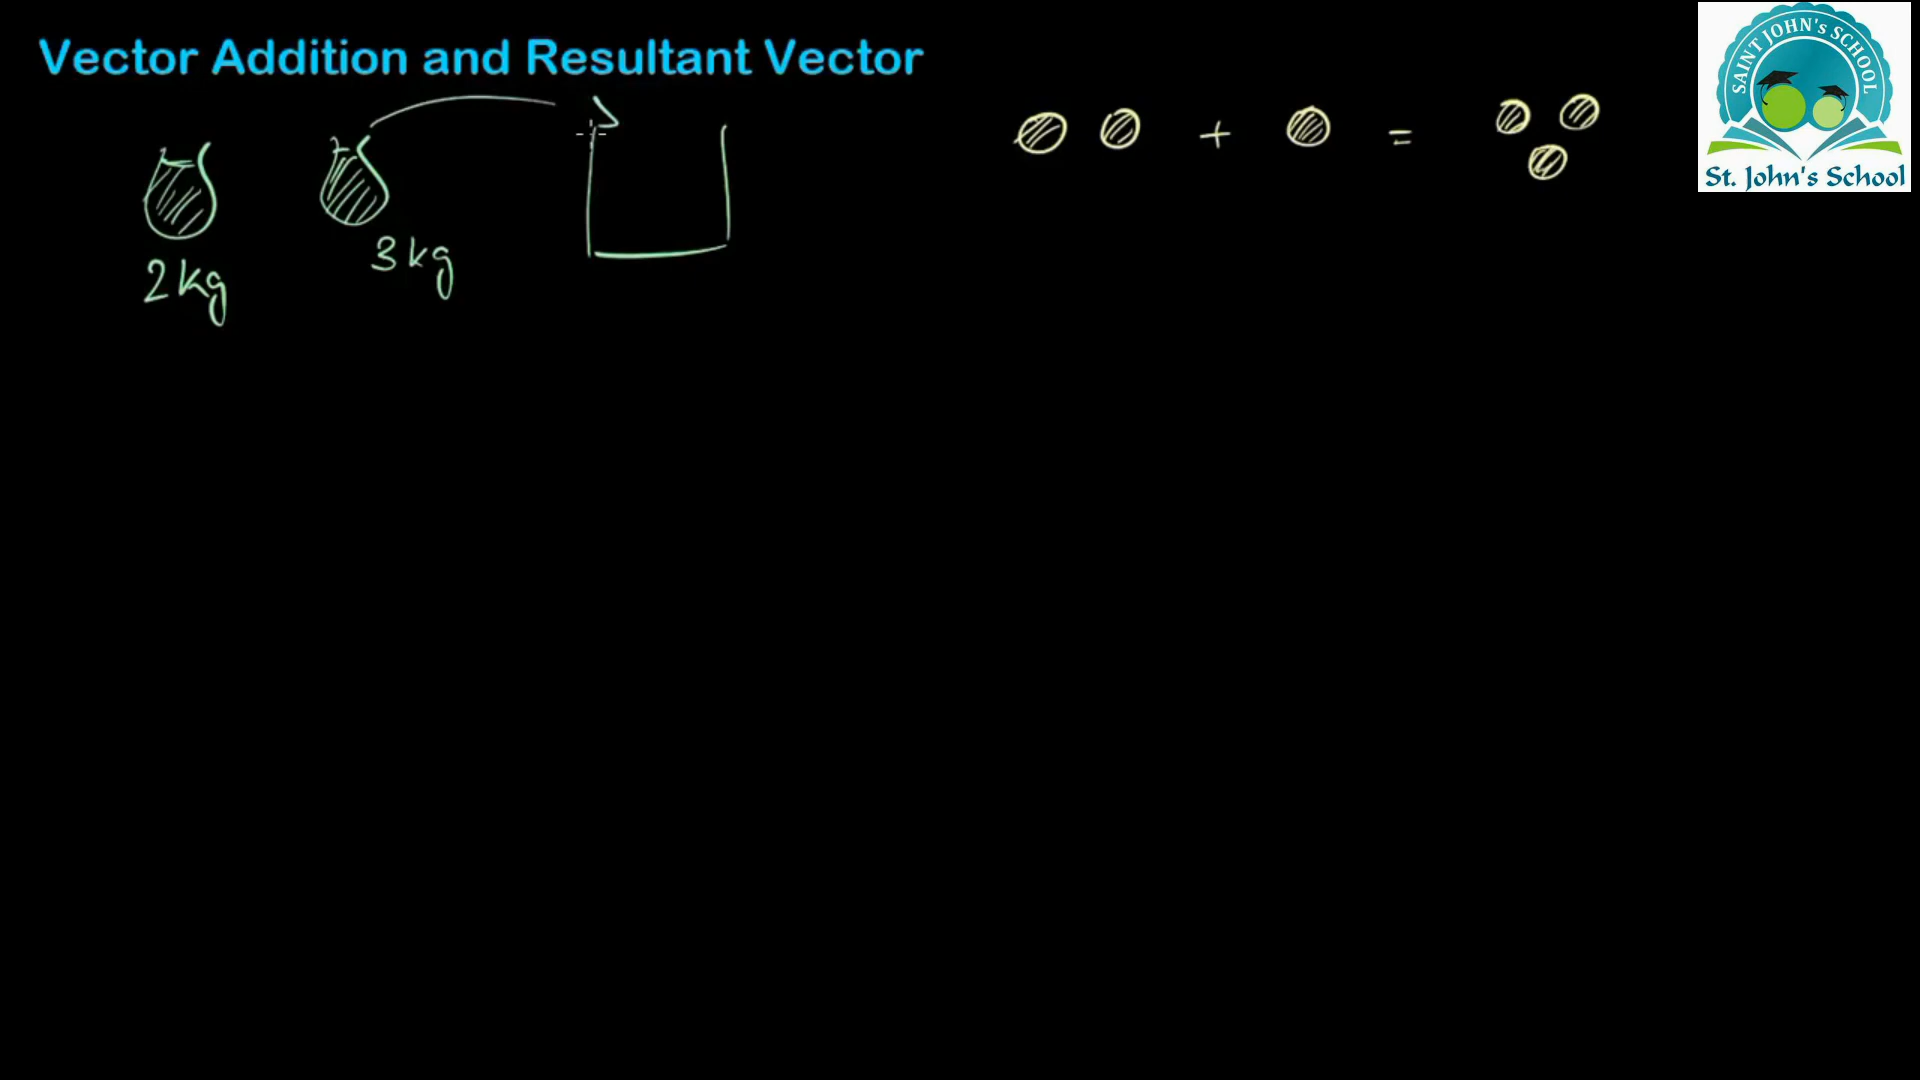 Vector Addition and Resultant Vector
2kg
3kg
+ =
SAINT JOHN's SCHOOL
St. John's School